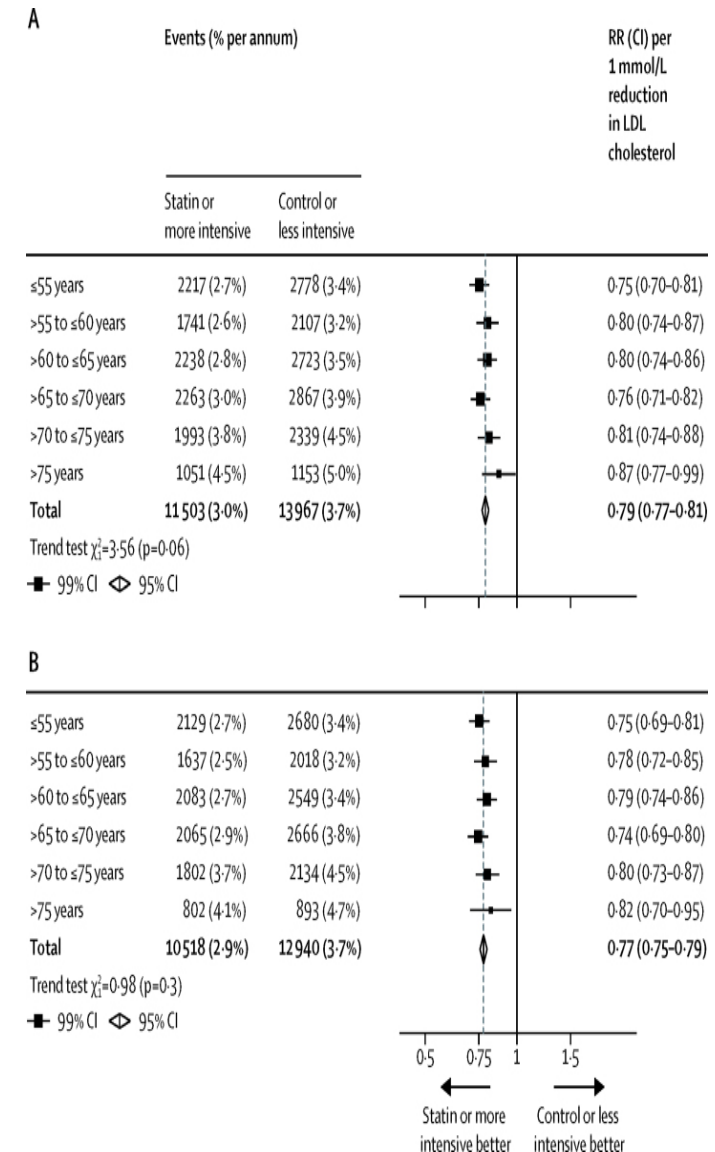 A
Events (% per annum)
RR (CI) per
1 mmol/L
reduction
in LDL
cholesterol
Statin or
more intensive
Control or
less intensive
≤55 years 2217 (2·7%) 2778 (3·4%) 0·75 (0·70–0·81)
>55 to ≤60 years 1741 (2·6%) 2107 (3·2%) 0·80 (0·74–0·87)
>60 to ≤65 years 2238 (2·8%) 2723 (3·5%) 0·80 (0·74–0·86)
>65 to ≤70 years 2263 (3·0%) 2867 (3·9%) 0·76 (0·71–0·82)
>70 to ≤75 years 1993 (3·8%) 2339 (4·5%) 0·81 (0·74–0·88)
>75 years 1051 (4·5%) 1153 (5·0%) 0·87 (0·77–0·99)
Total 11 503 (3·0%) 13 967 (3·7%) 0·79 (0·77–0·81)
Trend test χ²₁=3·56 (p=0·06)
99% CI 95% CI
B
≤55 years 2129 (2·7%) 2680 (3·4%) 0·75 (0·69–0·81)
>55 to ≤60 years 1637 (2·5%) 2018 (3·2%) 0·78 (0·72–0·85)
>60 to ≤65 years 2083 (2·7%) 2549 (3·4%) 0·79 (0·74–0·86)
>65 to ≤70 years 2065 (2·9%) 2666 (3·8%) 0·74 (0·69–0·80)
>70 to ≤75 years 1802 (3·7%) 2134 (4·5%) 0·80 (0·73–0·87)
>75 years 802 (4·1%) 893 (4·7%) 0·82 (0·70–0·95)
Total 10 518 (2·9%) 12 940 (3·7%) 0·77 (0·75–0·79)
Trend test χ²₁=0·98 (p=0·3)
99% CI 95% CI
0·5 0·75 1 1·5
Statin or more
intensive better
Control or less
intensive better